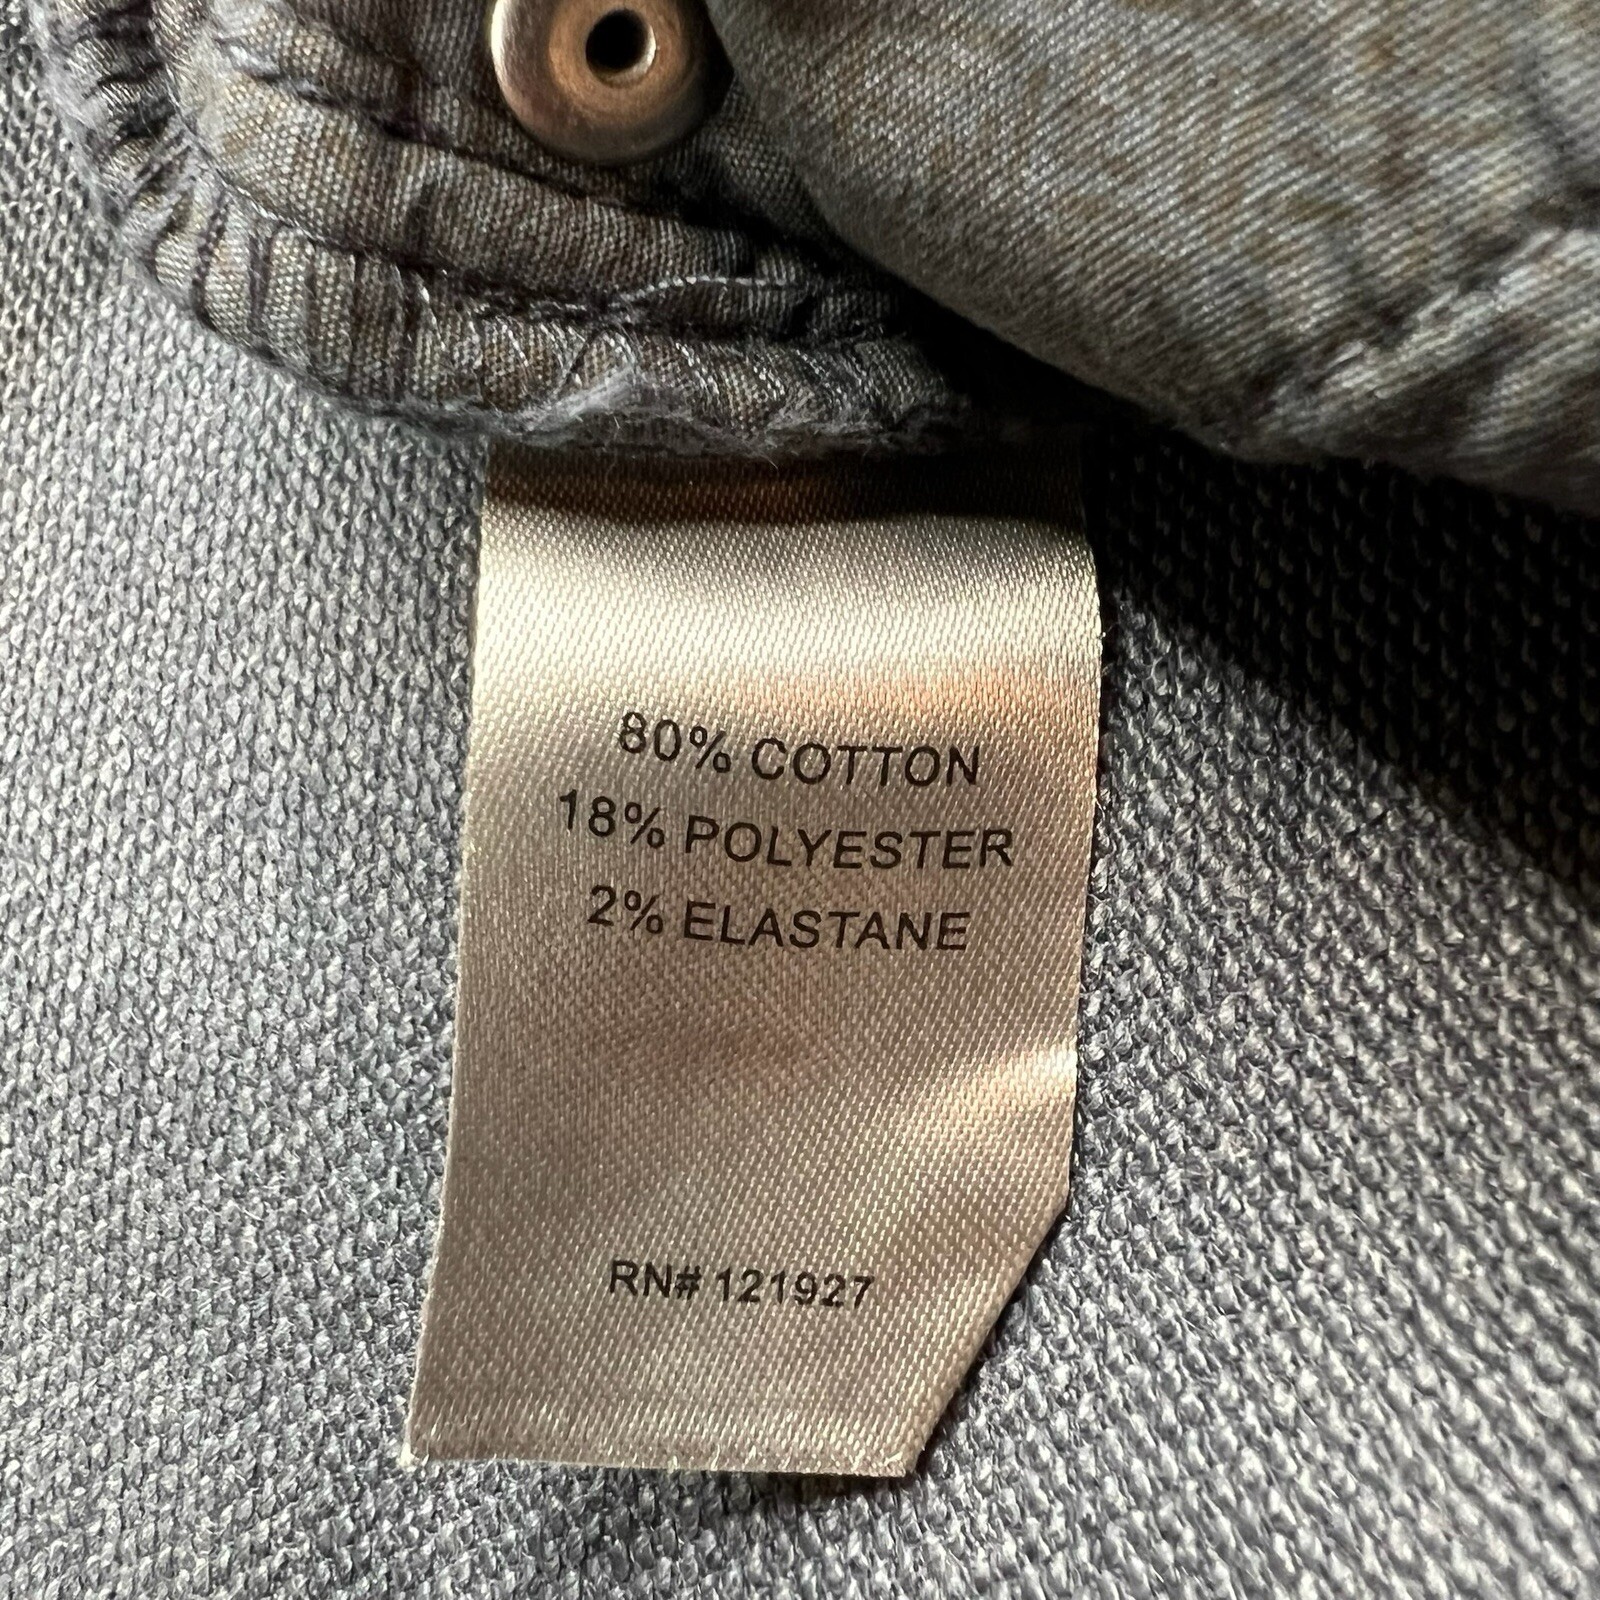 80% COTTON
18% POLYESTER
2% ELASTANE
RN# 121927